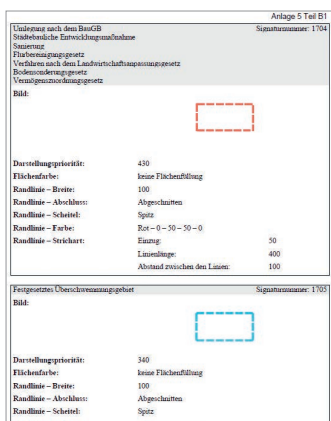 Anlage 5 Teil B1
Umlegung nach dem BauGB Signaturnummer: 1704
Städtebauliche Entwicklungsmaßnahme
Sanierung
Flurbereinigungsgesetz
Verfahren nach dem Landwirtschaftsanpassungsgesetz
Bodensonderungsgesetz
Vermögenszuordnungsgesetz
Bild:
Darstellungspriorität: 430
Flächenfarbe: keine Flächenfüllung
Randlinie – Breite: 100
Randlinie – Abschluss: Abgeschnitten
Randlinie – Scheitel: Spitz
Randlinie – Farbe: Rot – 0 – 50 – 50 – 0
Randlinie – Strichart: Einzug: 50
Linienlänge: 400
Abstand zwischen den Linien: 100
Festgesetztes Überschwemmungsgebiet Signaturnummer: 1705
Bild:
Darstellungspriorität: 340
Flächenfarbe: keine Flächenfüllung
Randlinie – Breite: 100
Randlinie – Abschluss: Abgeschnitten
Randlinie – Scheitel: Spitz